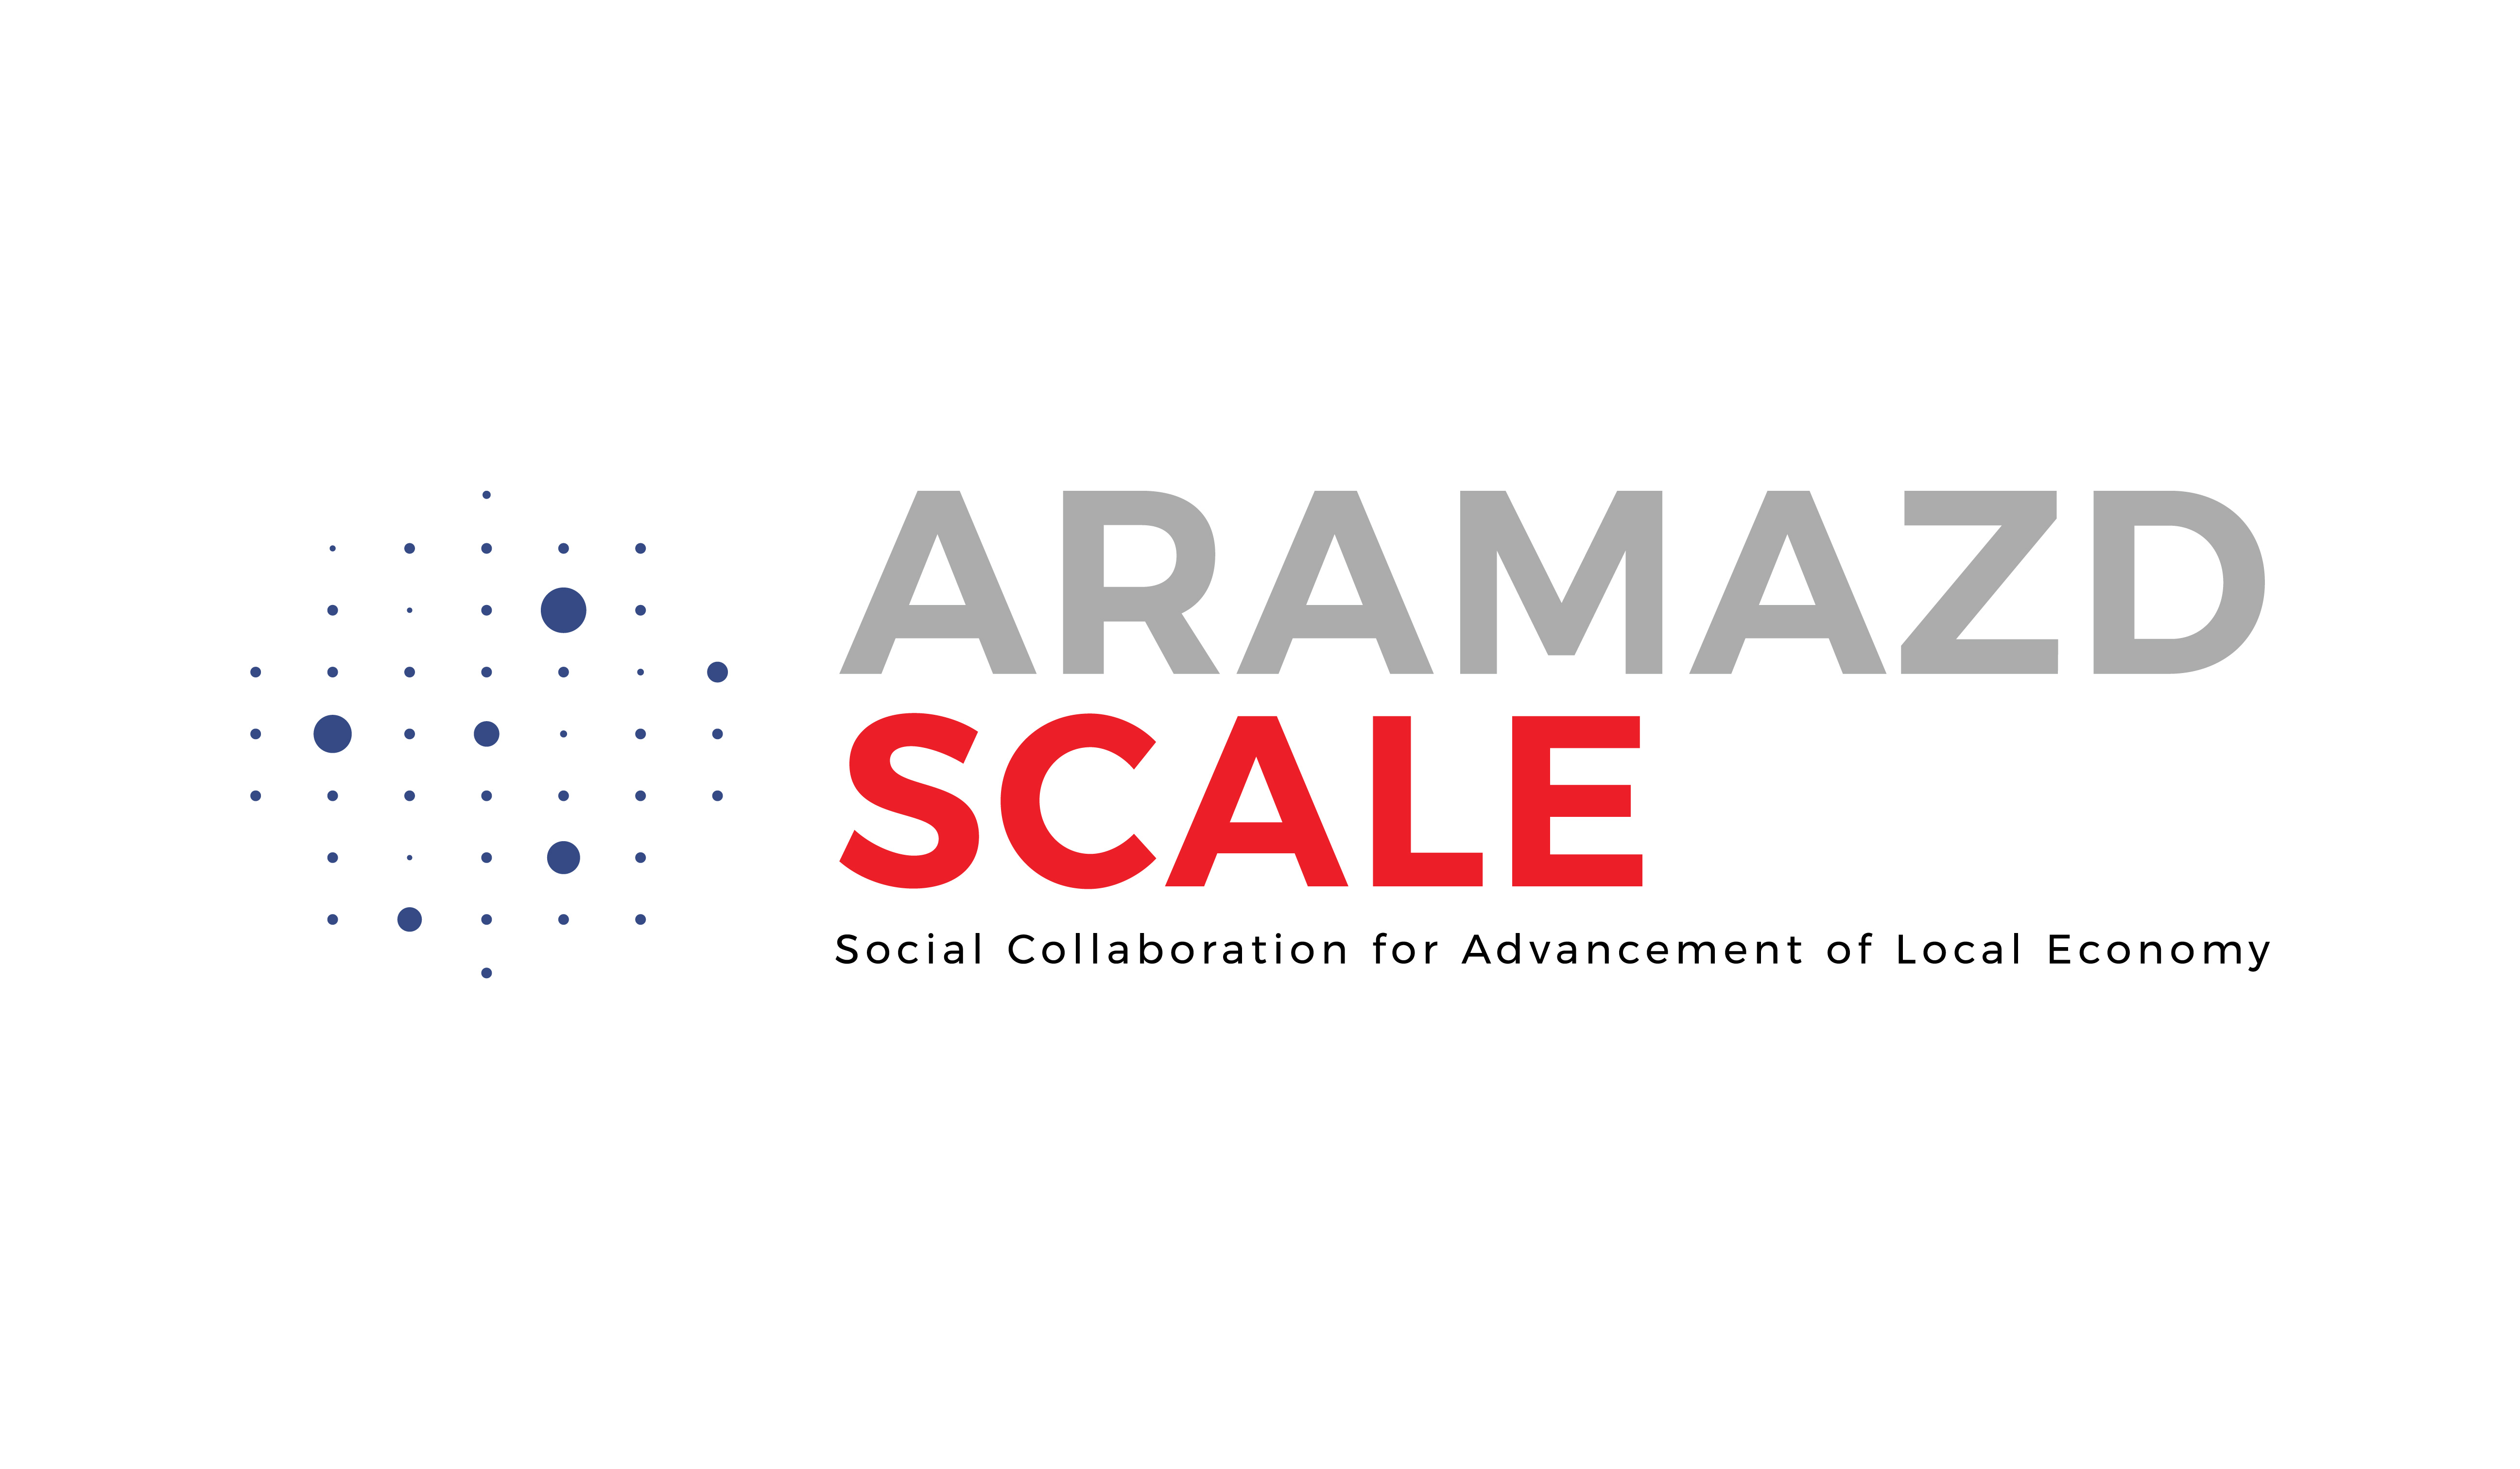 ARAMAZD
SCALE
Social Collaboration for Advancement of Local Economy